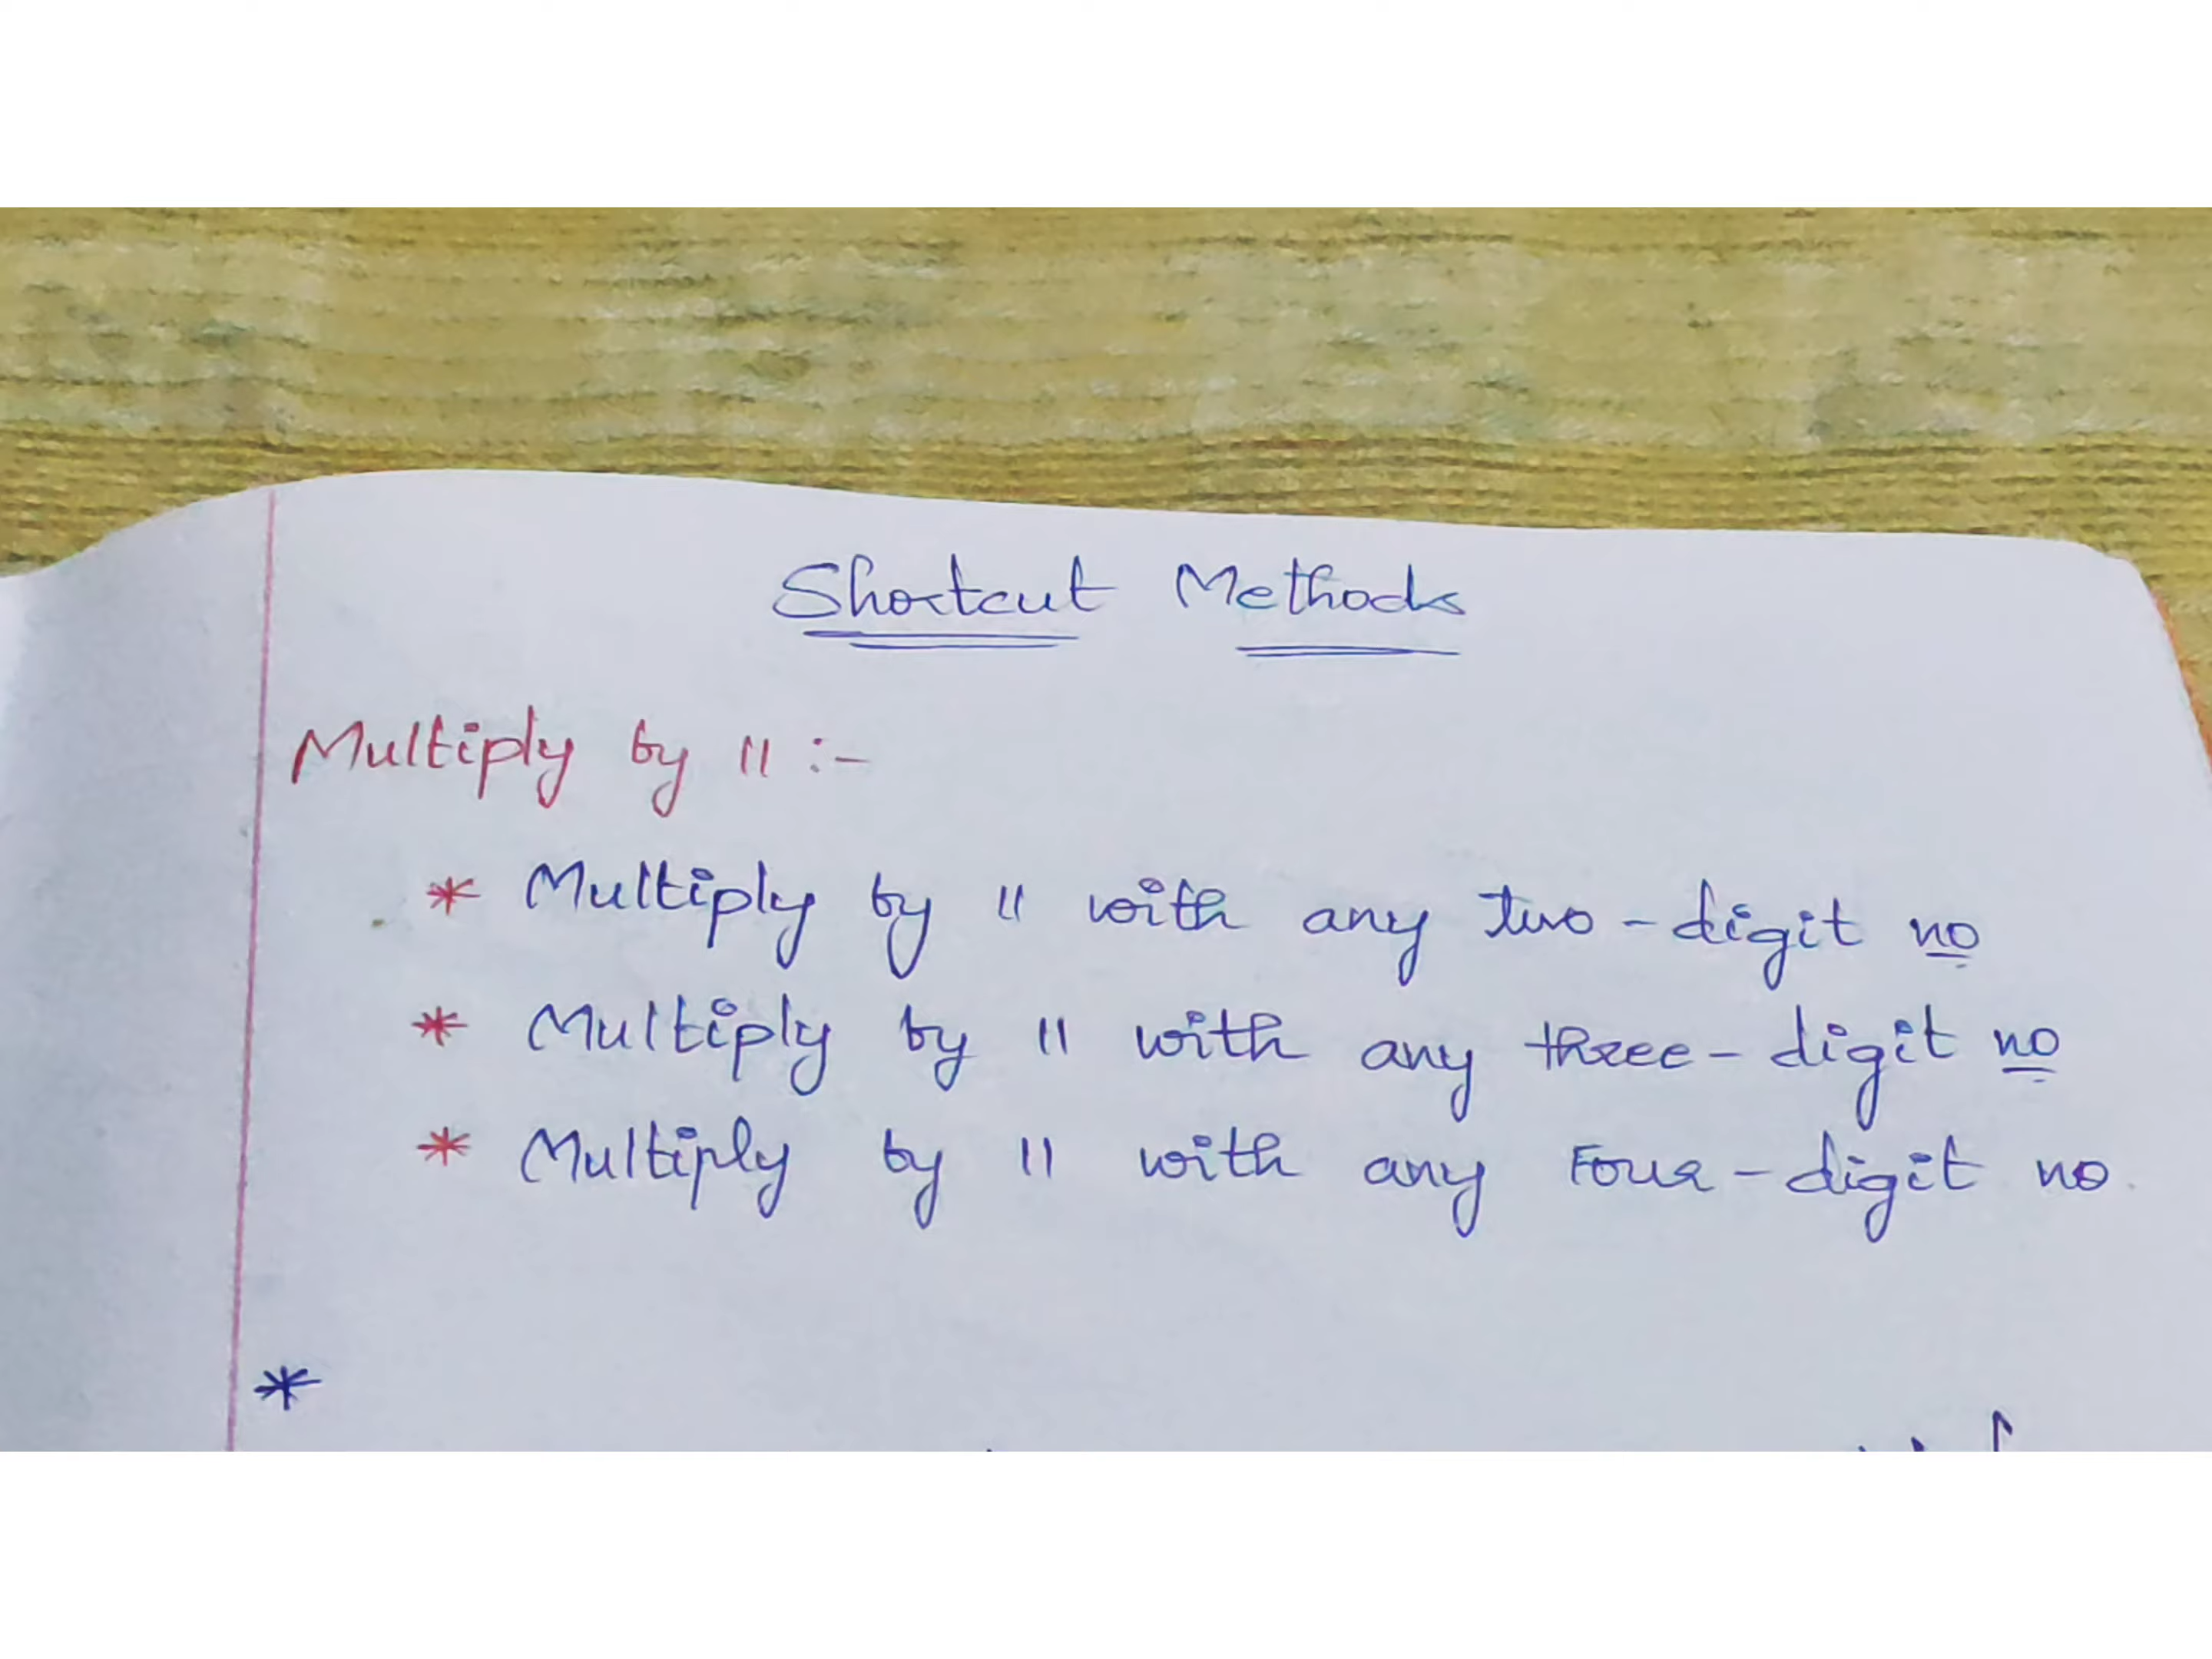 Shortcut Methods
Multiply by 11 :-
* Multiply by 11 with any two-digit no
* Multiply by 11 with any three-digit no
* Multiply by 11 with any Four-digit no.
*